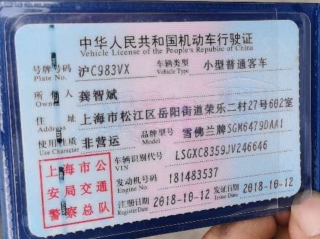 中华人民共和国机动车行驶证
Vehicle License of the People's Republic of China
号牌号码 沪C983VX 车辆类型 小型普通客车
Plate No. Vehicle Type
所有人 龚智斌
Owner
住址 上海市松江区岳阳街道荣乐二村27号602室
Address
使用性质 非营运 品牌型号 雪佛兰牌SGM6479DAA1
Use Character Model
上海市公安局交通警察总队
车辆识别代号 LSGXC8359JVZ46646
VIN
发动机号码 181483537
Engine No.
注册日期 2018-10-12 发证日期 2018-10-12
Register Date Issue Date